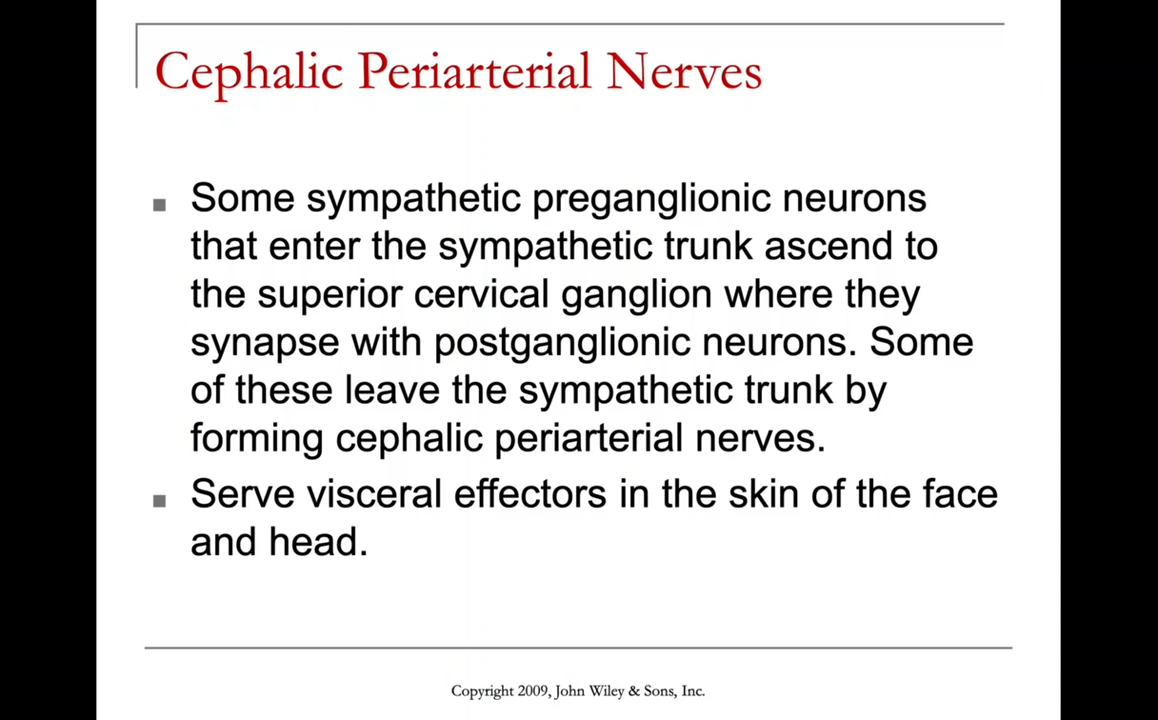 Cephalic Periarterial Nerves
Some sympathetic preganglionic neurons
that enter the sympathetic trunk ascend to
the superior cervical ganglion where they
synapse with postganglionic neurons. Some
of these leave the sympathetic trunk by
forming cephalic periarterial nerves.
Serve visceral effectors in the skin of the face
and head.
Copyright 2009, John Wiley & Sons, Inc.